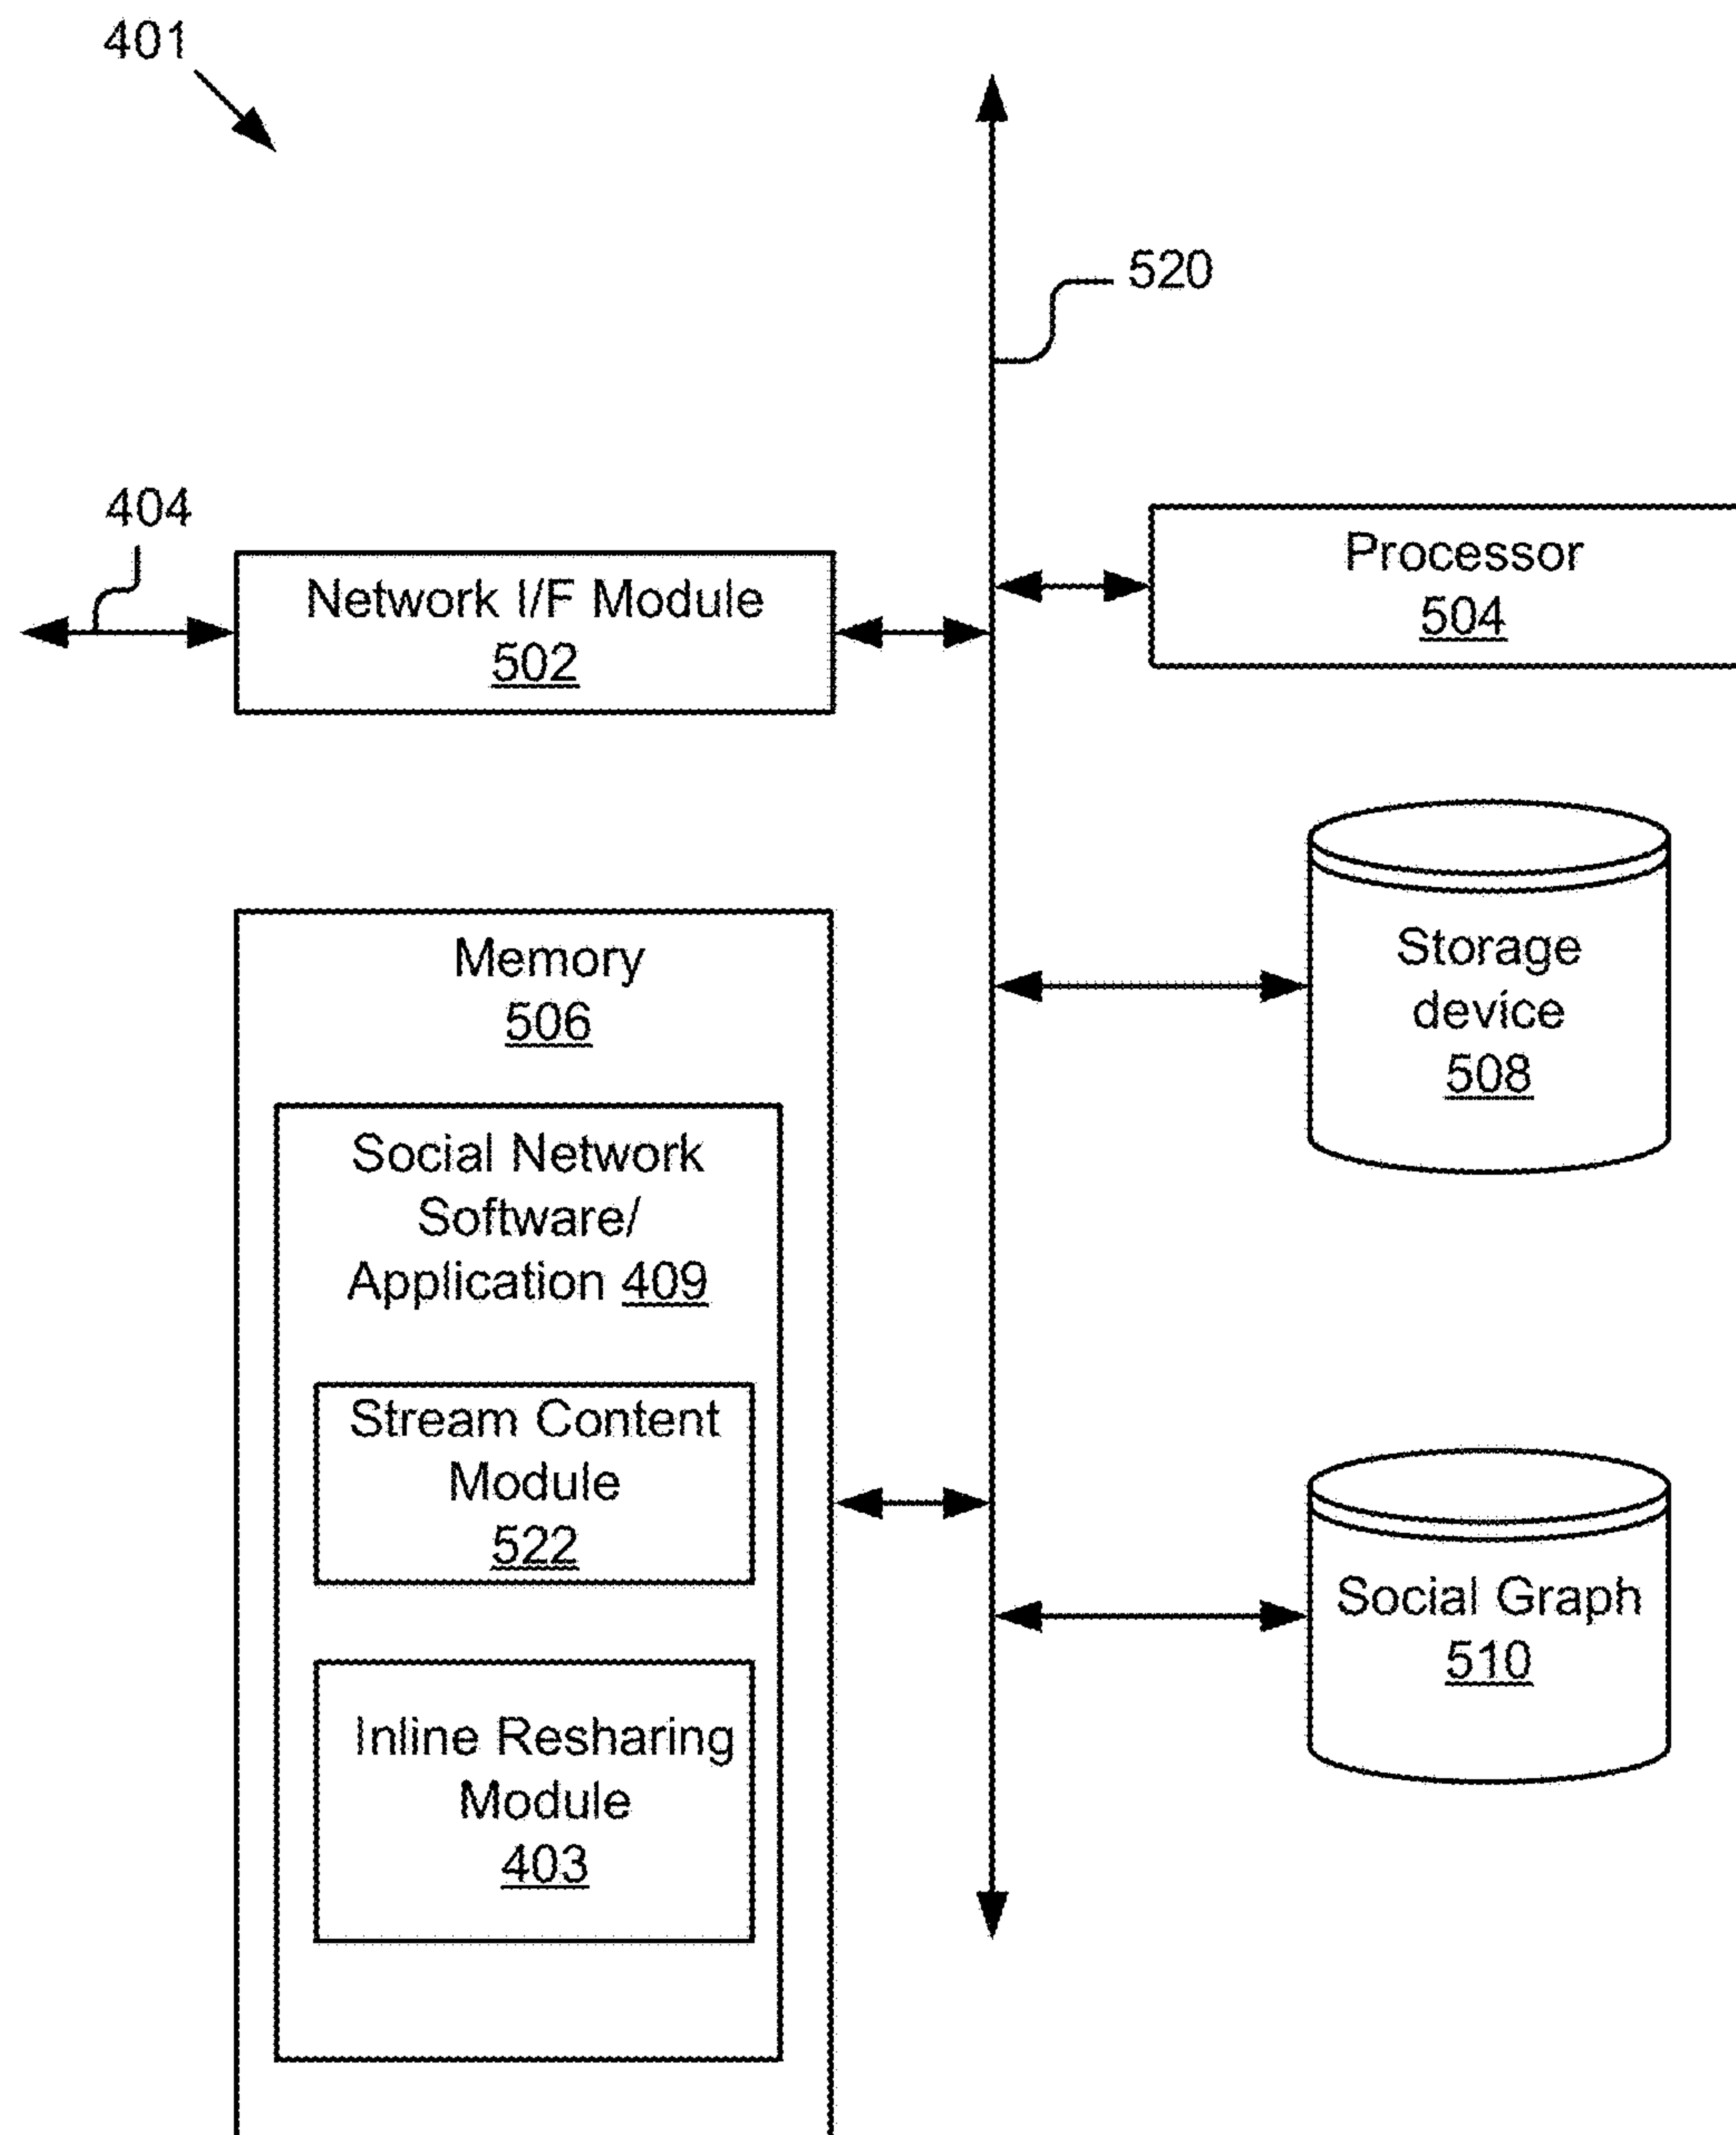 401
520
404
Network I/F Module
502
Processor
504
Memory
506
Storage
device
508
Social Network
Software/
Application 409
Stream Content
Module
522
Social Graph
510
Inline Resharing
Module
403